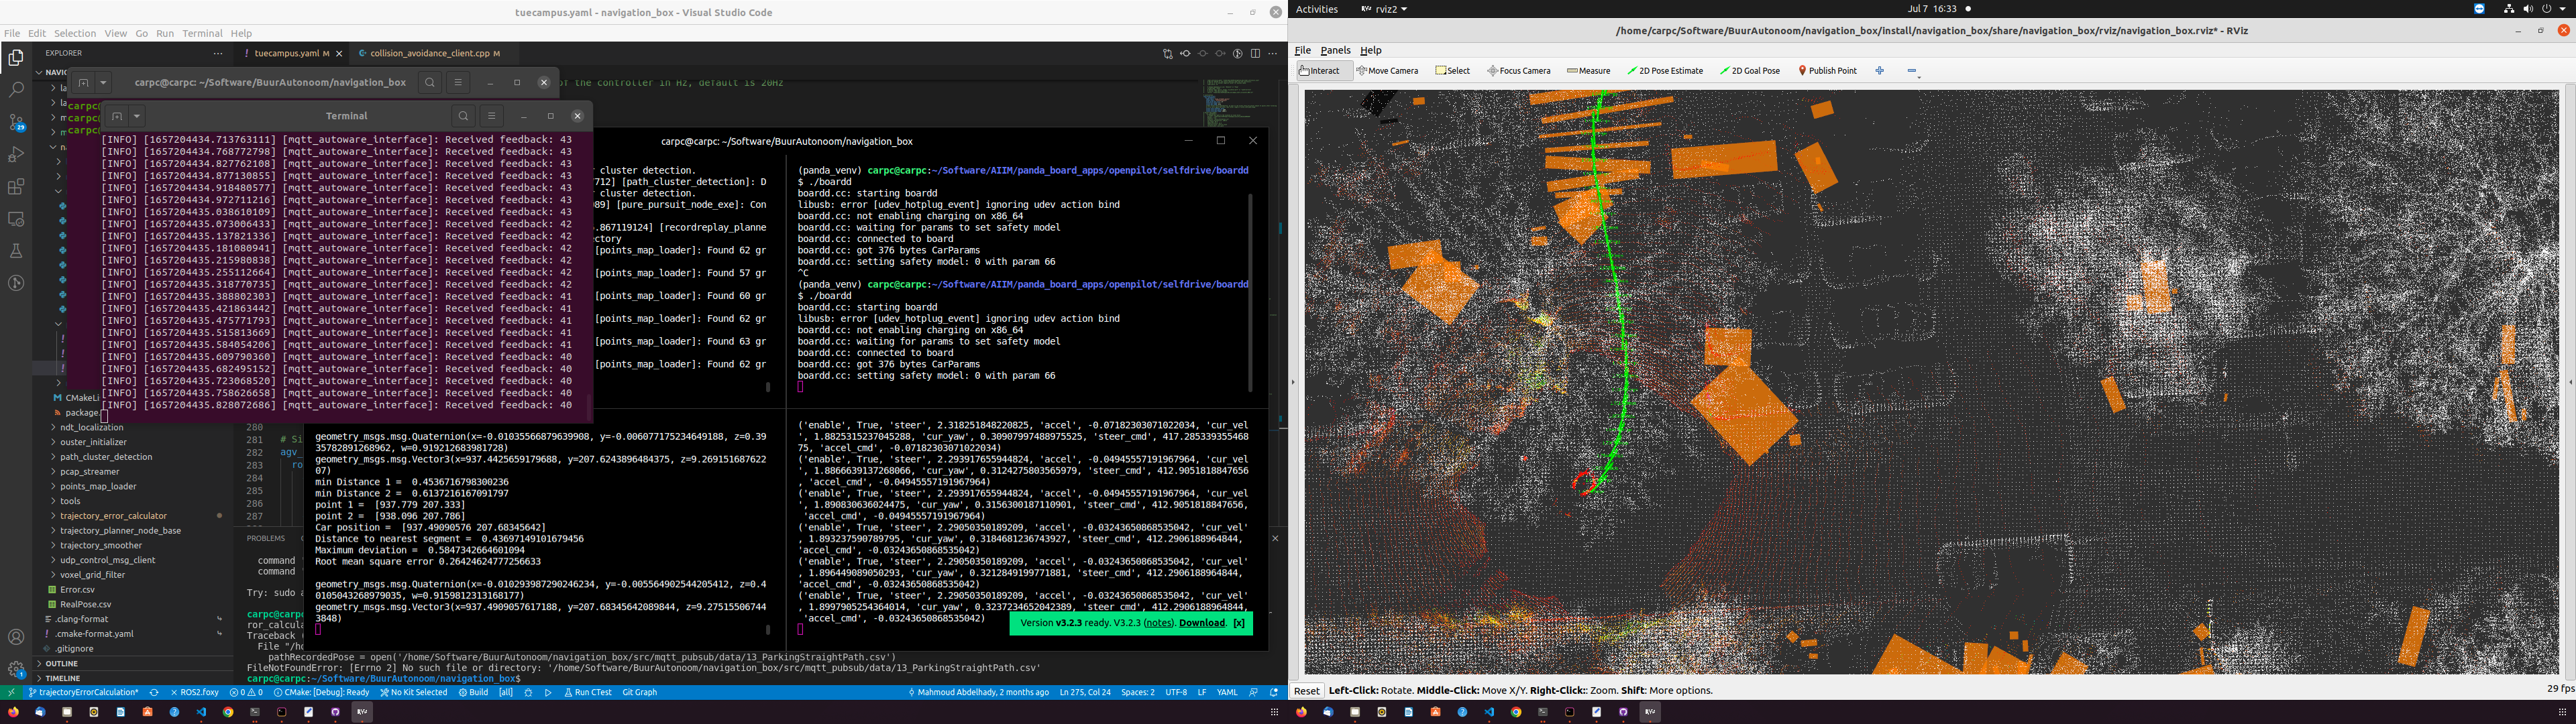 tuecampus.yaml - navigation_box - Visual Studio Code
File Edit Selection View Go Run Terminal Help
EXPLORER
tuecampus.yaml M
collision_avoidance_client.cpp M
of the controller in Hz, default is 20Hz
carpc@carpc: ~/Software/BuurAutonoom/navigation_box
Terminal
[INFO] [1657204434.713763111] [mqtt_autoware_interface]: Received feedback: 43
[INFO] [1657204434.768772798] [mqtt_autoware_interface]: Received feedback: 43
[INFO] [1657204434.827762108] [mqtt_autoware_interface]: Received feedback: 43
[INFO] [1657204434.877130855] [mqtt_autoware_interface]: Received feedback: 43
[INFO] [1657204434.918480577] [mqtt_autoware_interface]: Received feedback: 43
[INFO] [1657204434.972711216] [mqtt_autoware_interface]: Received feedback: 43
[INFO] [1657204435.038610109] [mqtt_autoware_interface]: Received feedback: 43
[INFO] [1657204435.073006433] [mqtt_autoware_interface]: Received feedback: 42
[INFO] [1657204435.137821336] [mqtt_autoware_interface]: Received feedback: 42
[INFO] [1657204435.181080941] [mqtt_autoware_interface]: Received feedback: 42
[INFO] [1657204435.215980838] [mqtt_autoware_interface]: Received feedback: 42
[INFO] [1657204435.255112664] [mqtt_autoware_interface]: Received feedback: 42
[INFO] [1657204435.318770735] [mqtt_autoware_interface]: Received feedback: 42
[INFO] [1657204435.388802303] [mqtt_autoware_interface]: Received feedback: 41
[INFO] [1657204435.421863442] [mqtt_autoware_interface]: Received feedback: 41
[INFO] [1657204435.475771793] [mqtt_autoware_interface]: Received feedback: 41
[INFO] [1657204435.515813669] [mqtt_autoware_interface]: Received feedback: 41
[INFO] [1657204435.584054206] [mqtt_autoware_interface]: Received feedback: 41
[INFO] [1657204435.609790360] [mqtt_autoware_interface]: Received feedback: 40
[INFO] [1657204435.682495152] [mqtt_autoware_interface]: Received feedback: 40
[INFO] [1657204435.723068520] [mqtt_autoware_interface]: Received feedback: 40
[INFO] [1657204435.758626658] [mqtt_autoware_interface]: Received feedback: 40
[INFO] [1657204435.828072686] [mqtt_autoware_interface]: Received feedback: 40
CMakeLi
package.
ndt_localization
ouster_initializer
path_cluster_detection
pcap_streamer
points_map_loader
tools
trajectory_error_calculator
trajectory_planner_node_base
trajectory_smoother
udp_control_msg_client
voxel_grid_filter
Error.csv
RealPose.csv
.clang-format
.cmake-format.yaml
.gitignore
OUTLINE
TIMELINE
280
281 # Si
282 agv_
283 ro
284
285
286
287
PROBLEMS
command
command
Try: sudo a
carpc@carpc
ror_calcula
Traceback (
File "/ho
pathRecordedPose = open('/home/Software/BuurAutonoom/navigation_box/src/mqtt_pubsub/data/13_ParkingStraightPath.csv')
FileNotFoundError: [Errno 2] No such file or directory: '/home/Software/BuurAutonoom/navigation_box/src/mqtt_pubsub/data/13_ParkingStraightPath.csv'
carpc@carpc:~/Software/BuurAutonoom/navigation_box$
carpc@carpc: ~/Software/BuurAutonoom/navigation_box
r cluster detection.
712] [path_cluster_detection]: D
r cluster detection.
089] [pure_pursuit_node_exe]: Con
5.867119124] [recordreplay_planne
ectory
[points_map_loader]: Found 62 gr
[points_map_loader]: Found 57 gr
[points_map_loader]: Found 60 gr
[points_map_loader]: Found 62 gr
[points_map_loader]: Found 63 gr
[points_map_loader]: Found 62 gr
(panda_venv) carpc@carpc:~/Software/AIIM/panda_board_apps/openpilot/selfdrive/boardd
$ ./boardd
boardd.cc: starting boardd
libusb: error [udev_hotplug_event] ignoring udev action bind
boardd.cc: not enabling charging on x86_64
boardd.cc: waiting for params to set safety model
boardd.cc: connected to board
boardd.cc: got 376 bytes CarParams
boardd.cc: setting safety model: 0 with param 66
^C
(panda_venv) carpc@carpc:~/Software/AIIM/panda_board_apps/openpilot/selfdrive/boardd
$ ./boardd
boardd.cc: starting boardd
libusb: error [udev_hotplug_event] ignoring udev action bind
boardd.cc: not enabling charging on x86_64
boardd.cc: waiting for params to set safety model
boardd.cc: connected to board
boardd.cc: got 376 bytes CarParams
boardd.cc: setting safety model: 0 with param 66
geometry_msgs.msg.Quaternion(x=-0.01035566879639908, y=-0.006077175234649188, z=0.39
35782891268962, w=0.919212683981728)
geometry_msgs.msg.Vector3(x=937.4425659179688, y=207.6243896484375, z=9.269151687622
07)
min Distance 1 = 0.4536716798300236
min Distance 2 = 0.6137216167091797
point 1 = [937.779 207.333]
point 2 = [938.096 207.786]
Car position = [937.49090576 207.68345642]
Distance to nearest segment = 0.43697149101679456
Maximum deviation = 0.5847342664601094
Root mean square error 0.26424624777256633
geometry_msgs.msg.Quaternion(x=-0.010293987290246234, y=-0.005564902544205412, z=0.4
0105043268979035, w=0.9159812313168177)
geometry_msgs.msg.Vector3(x=937.4909057617188, y=207.68345642089844, z=9.27515506744
3848)
('enable', True, 'steer', 2.318251848220825, 'accel', -0.07182303071022034, 'cur_vel
', 1.8825315237045288, 'cur_yaw', 0.30907997488975525, 'steer_cmd', 417.285339355468
75, 'accel_cmd', -0.07182303071022034)
('enable', True, 'steer', 2.293917655944824, 'accel', -0.04945557191967964, 'cur_vel
', 1.8866639137268066, 'cur_yaw', 0.3124275803565979, 'steer_cmd', 412.9051818847656
, 'accel_cmd', -0.04945557191967964)
('enable', True, 'steer', 2.293917655944824, 'accel', -0.04945557191967964, 'cur_vel
', 1.890830636024475, 'cur_yaw', 0.3156300187110901, 'steer_cmd', 412.9051818847656,
'accel_cmd', -0.04945557191967964)
('enable', True, 'steer', 2.29050350189209, 'accel', -0.03243650868535042, 'cur_vel'
, 1.893237590789795, 'cur_yaw', 0.3184681236743927, 'steer_cmd', 412.2906188964844,
'accel_cmd', -0.03243650868535042)
('enable', True, 'steer', 2.29050350189209, 'accel', -0.03243650868535042, 'cur_vel'
, 1.896449089050293, 'cur_yaw', 0.3212849199771881, 'steer_cmd', 412.2906188964844,
'accel_cmd', -0.03243650868535042)
('enable', True, 'steer', 2.29050350189209, 'accel', -0.03243650868535042, 'cur_vel'
, 1.8997905254364014, 'cur_yaw', 0.3237234652042389, 'steer_cmd', 412.2906188964844,
'accel_cmd', -0.03243650868535042)
Version v3.2.3 ready. V3.2.3 (notes). Download. [x]
trajectoryErrorCalculation* ROS2.foxy 0 0 CMake: [Debug]: Ready No Kit Selected Build [all] Run CTest Git Graph
Mahmoud Abdelhady, 2 months ago Ln 275, Col 24 Spaces: 2 UTF-8 LF YAML
Activities rviz2 Jul 7 16:33
/home/carpc/Software/BuurAutonoom/navigation_box/install/navigation_box/share/navigation_box/rviz/navigation_box.rviz* - RViz
File Panels Help
Interact Move Camera Select Focus Camera Measure 2D Pose Estimate 2D Goal Pose Publish Point
Reset Left-Click: Rotate. Middle-Click: Move X/Y. Right-Click: Zoom. Shift: More options. 29 fps